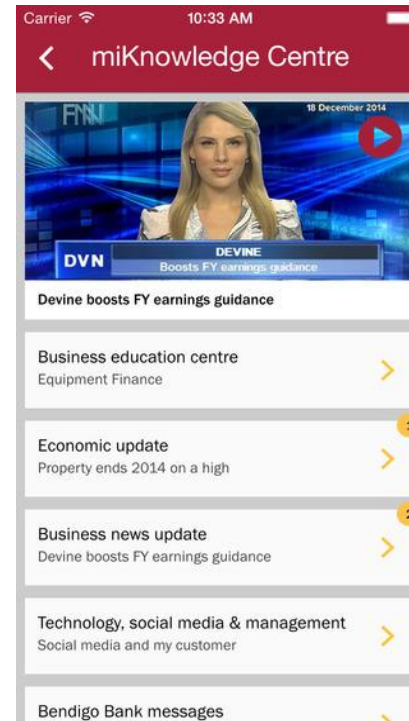 Carrier 10:33 AM
miKnowledge Centre
FNN
18 December 2014
DVN
DEVINE
Boosts FY earnings guidance
Devine boosts FY earnings guidance
Business education centre
Equipment Finance
Economic update
Property ends 2014 on a high
Business news update
Devine boosts FY earnings guidance
Technology, social media & management
Social media and my customer
Bendigo Bank messages